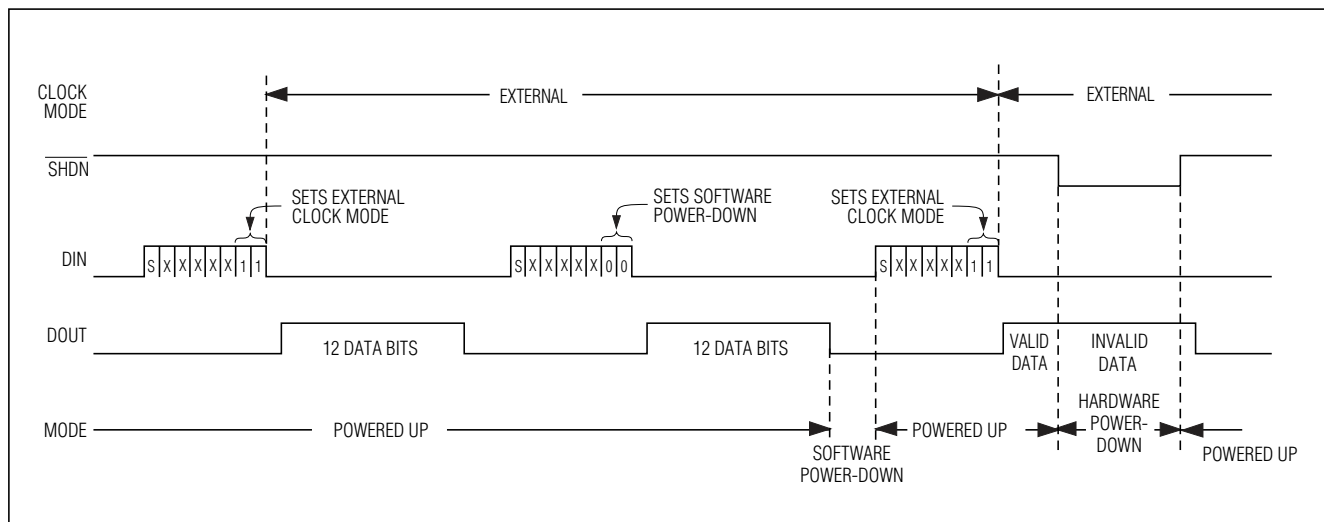 CLOCK
MODE
EXTERNAL
EXTERNAL
SHDN
SETS EXTERNAL
CLOCK MODE
SETS SOFTWARE
POWER-DOWN
SETS EXTERNAL
CLOCK MODE
DIN
S X X X X X 1 1
S X X X X X 0 0
S X X X X X 1 1
DOUT
12 DATA BITS
12 DATA BITS
VALID
DATA
INVALID
DATA
MODE
POWERED UP
SOFTWARE
POWER-DOWN
POWERED UP
HARDWARE
POWER-
DOWN
POWERED UP